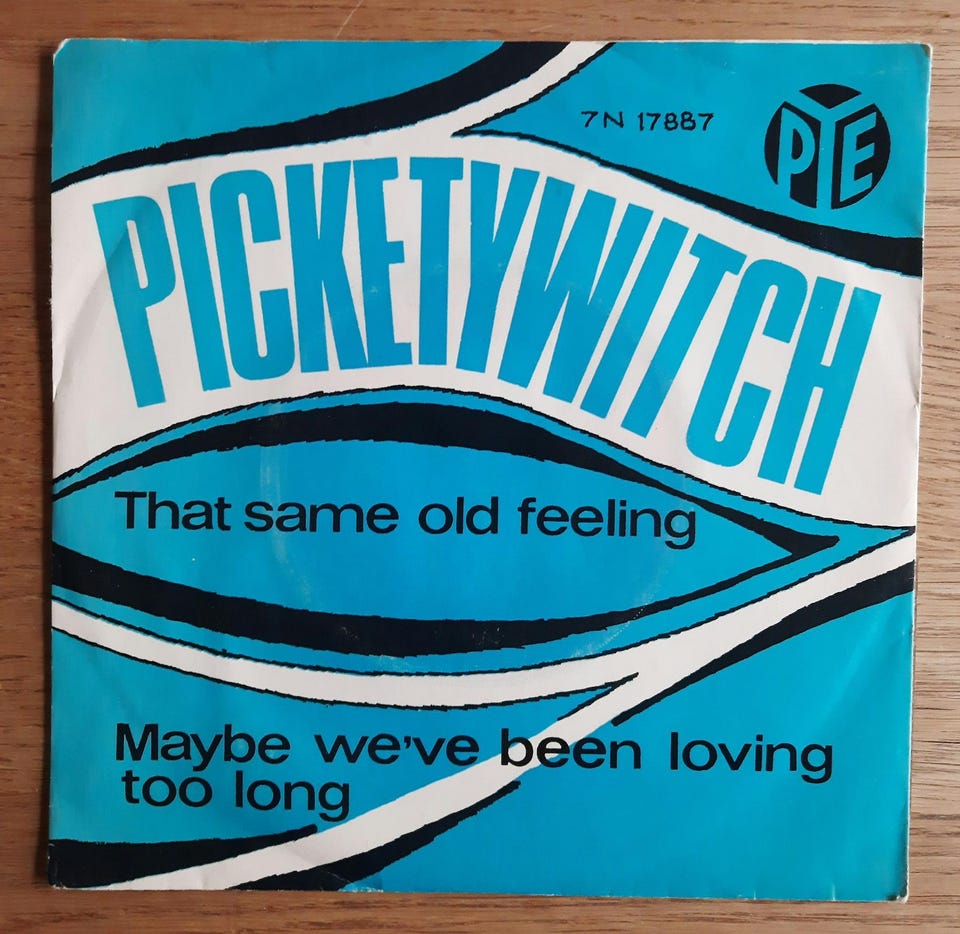 7N 17887
PYE
PICKETYWITCH
That same old feeling
Maybe we've been loving
too long